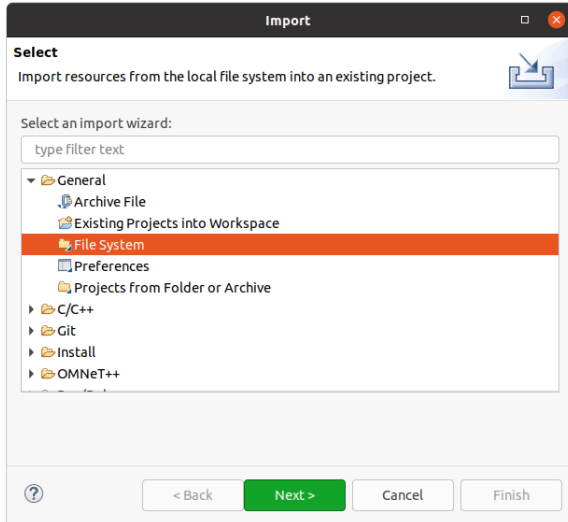 Import
Select
Import resources from the local file system into an existing project.
Select an import wizard:
type filter text
General
Archive File
Existing Projects into Workspace
File System
Preferences
Projects from Folder or Archive
C/C++
Git
Install
OMNeT++
< Back Next > Cancel Finish